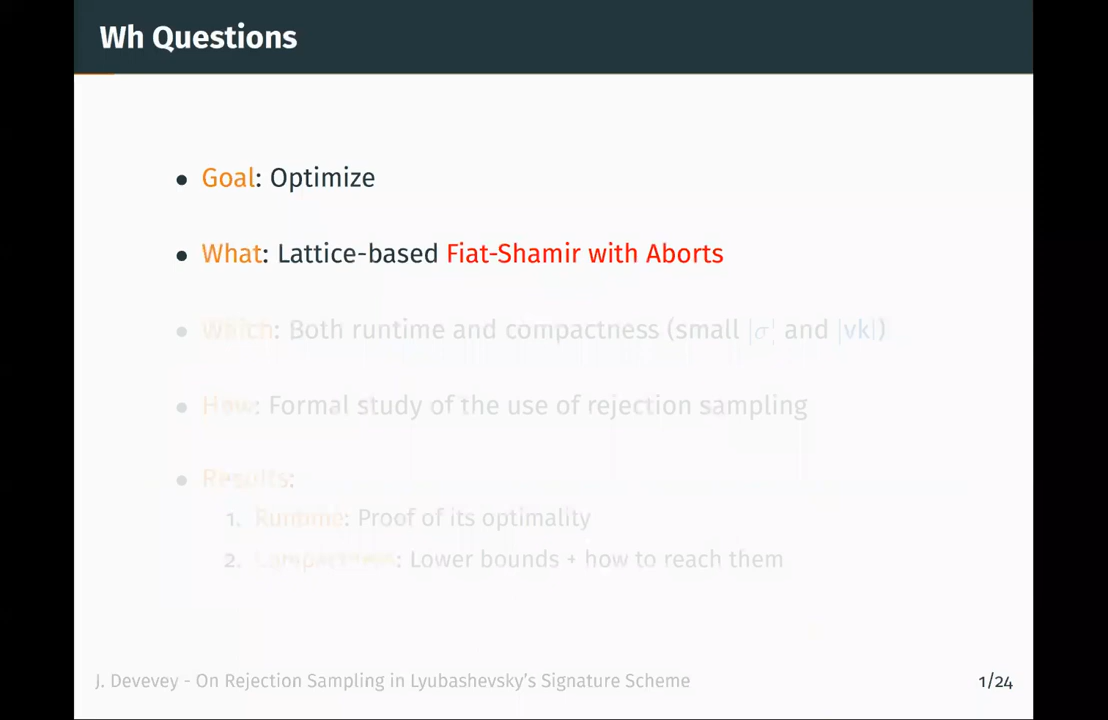 Wh Questions
• Goal: Optimize
• What: Lattice-based Fiat-Shamir with Aborts
• Which: Both runtime and compactness (small |σ| and |vk|)
• How: Formal study of the use of rejection sampling
• Results:
1. Runtime: Proof of its optimality
2. Compactness: Lower bounds + how to reach them
J. Devevey - On Rejection Sampling in Lyubashevsky's Signature Scheme
1/24